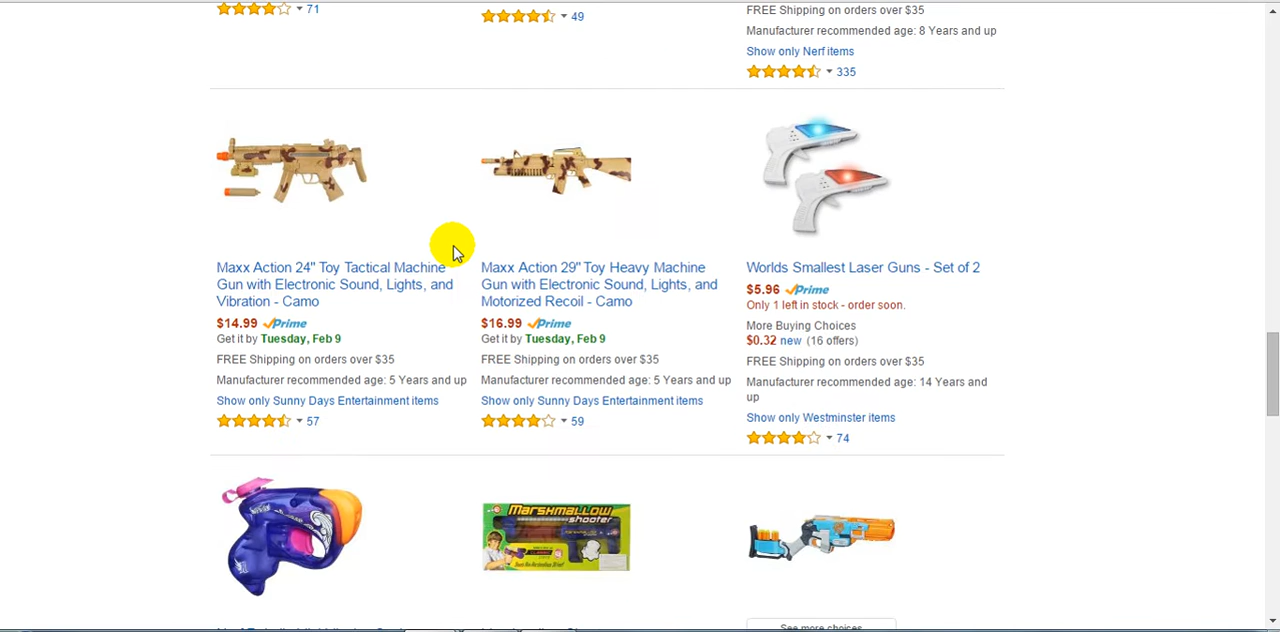 71
49
FREE Shipping on orders over $35
Manufacturer recommended age: 8 Years and up
Show only Nerf items
335
Maxx Action 24" Toy Tactical Machine
Gun with Electronic Sound, Lights, and
Vibration - Camo
$14.99 Prime
Get it by Tuesday, Feb 9
FREE Shipping on orders over $35
Manufacturer recommended age: 5 Years and up
Show only Sunny Days Entertainment items
57
Maxx Action 29" Toy Heavy Machine
Gun with Electronic Sound, Lights, and
Motorized Recoil - Camo
$16.99 Prime
Get it by Tuesday, Feb 9
FREE Shipping on orders over $35
Manufacturer recommended age: 5 Years and up
Show only Sunny Days Entertainment items
59
Worlds Smallest Laser Guns - Set of 2
$5.96 Prime
Only 1 left in stock - order soon.
More Buying Choices
$0.32 new (16 offers)
FREE Shipping on orders over $35
Manufacturer recommended age: 14 Years and
up
Show only Westminster items
74
Marshmallow
shooter
See more choices